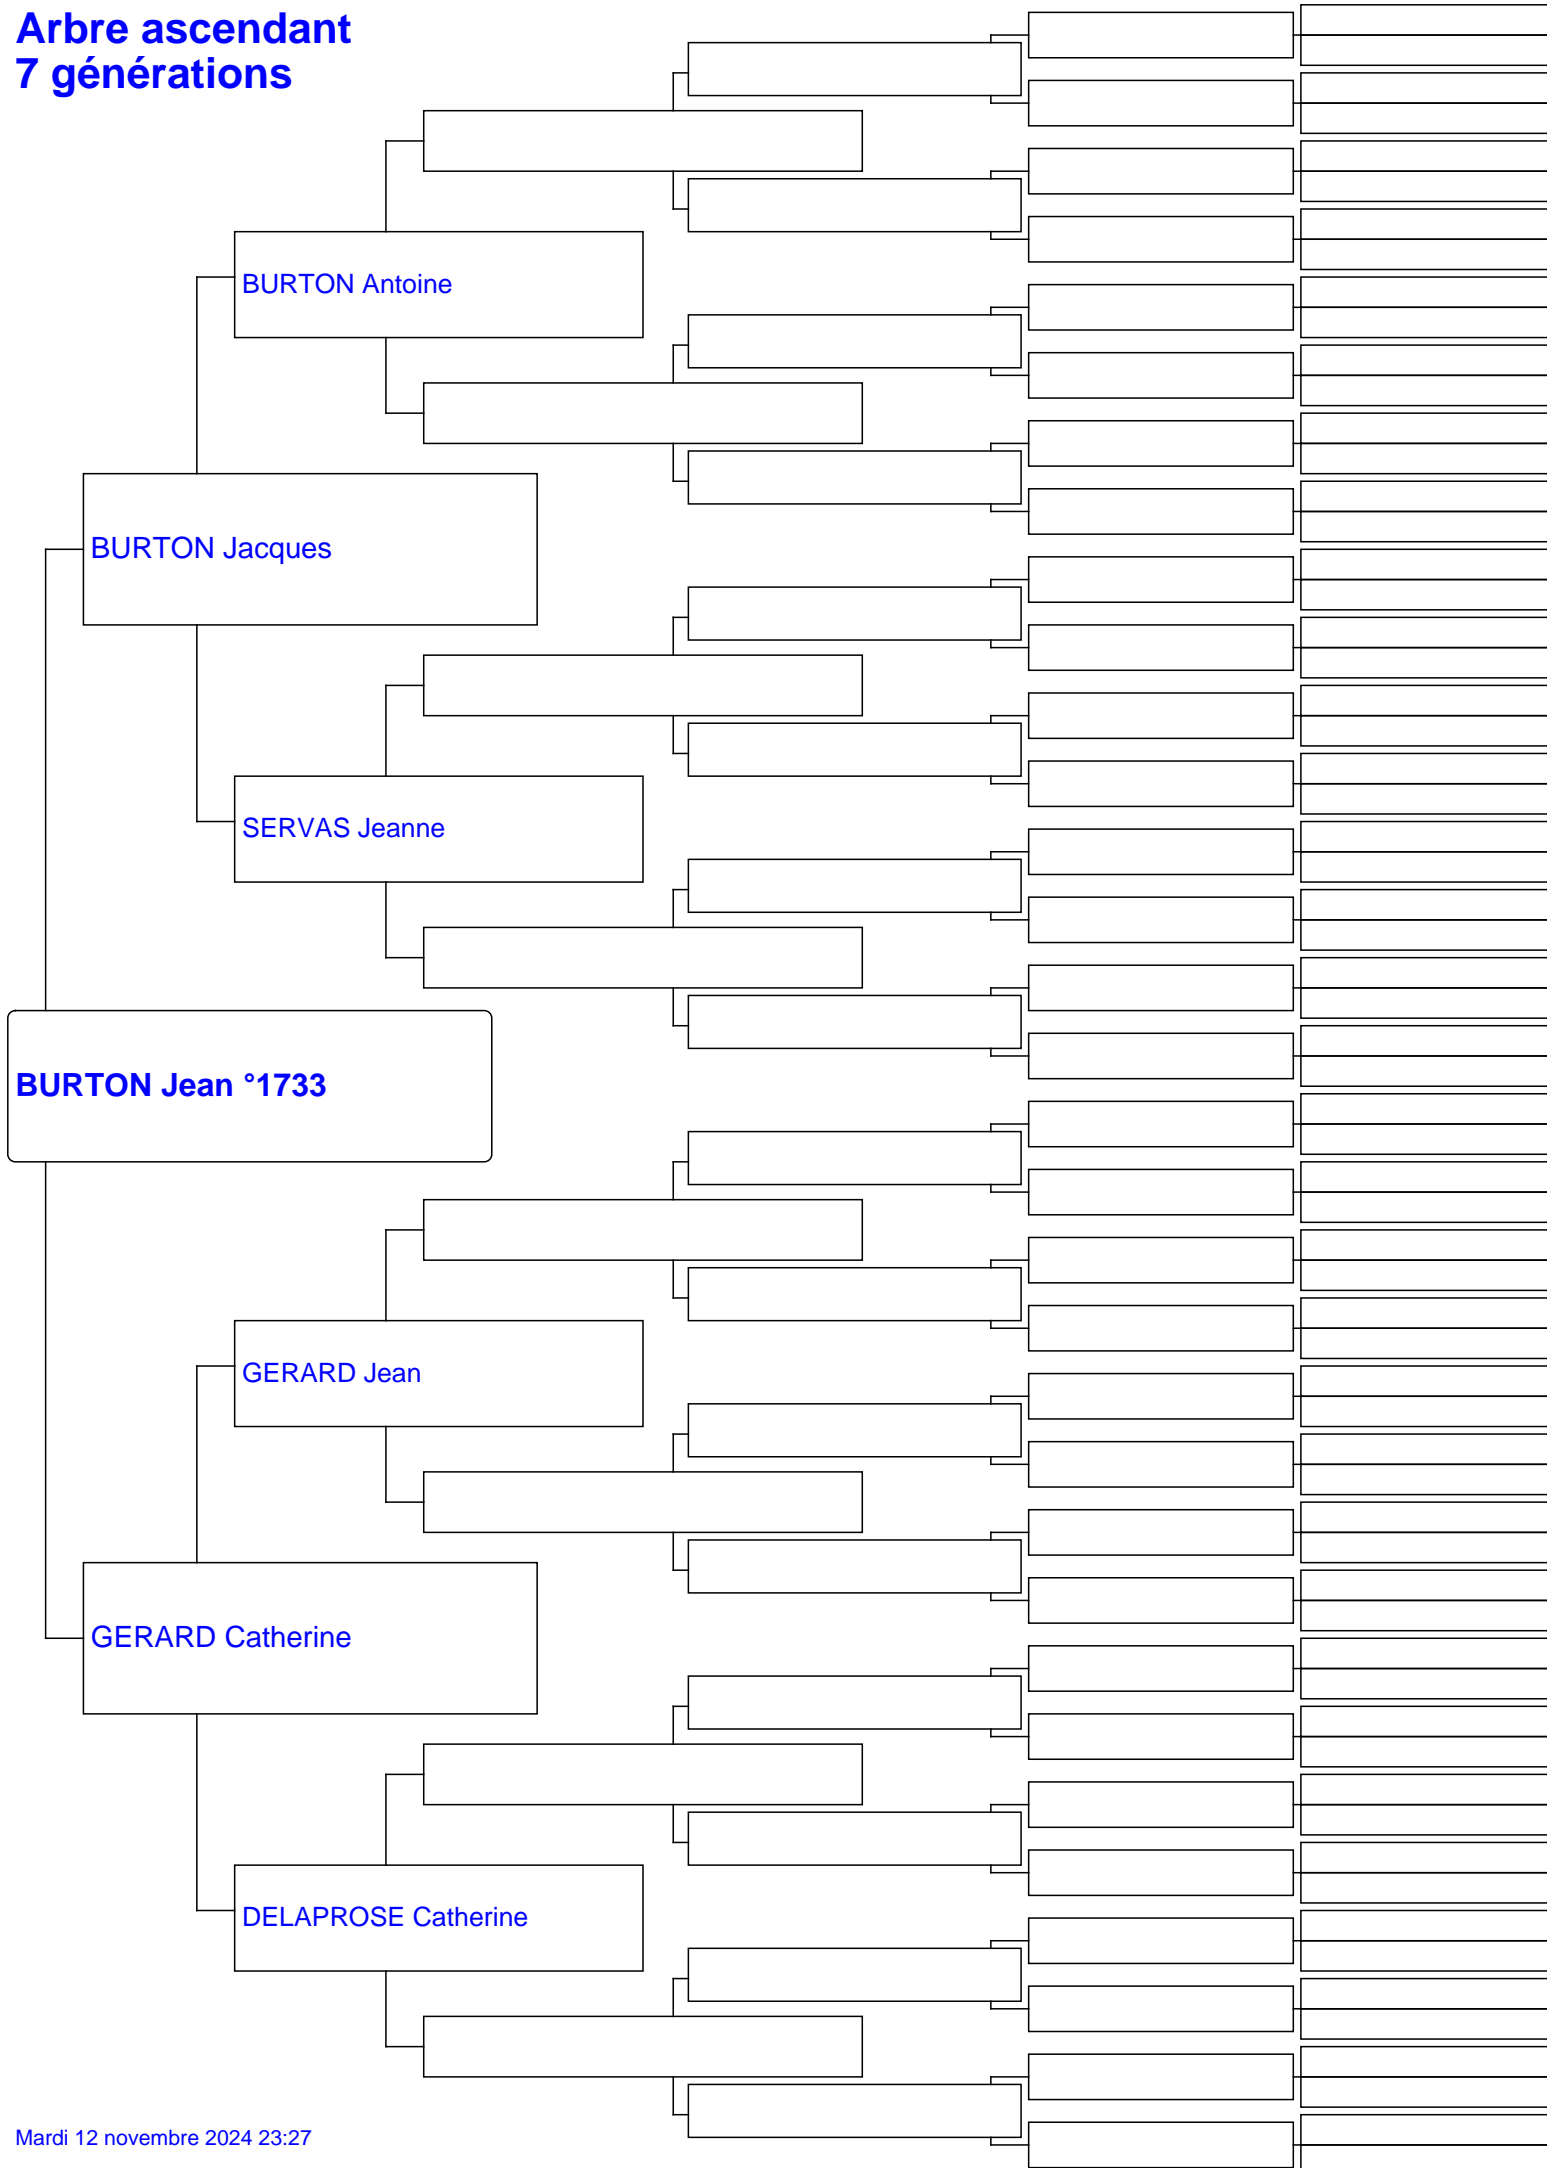 Arbre ascendant
7 générations
BURTON Antoine
BURTON Jacques
SERVAS Jeanne
BURTON Jean °1733
GERARD Jean
GERARD Catherine
DELAPROSE Catherine
Mardi 12 novembre 2024 23:27